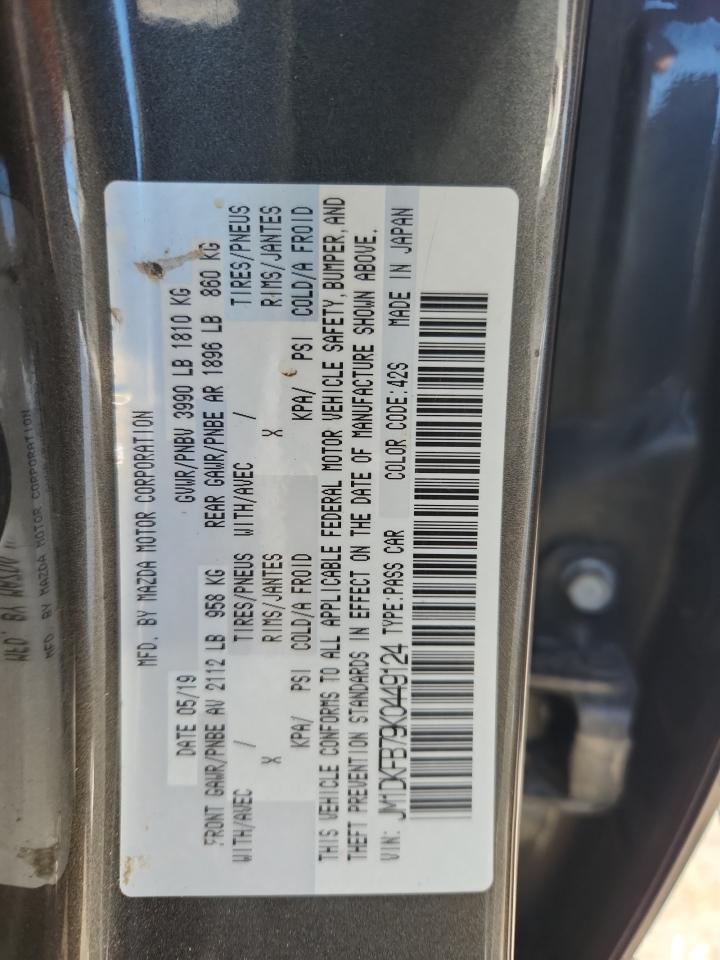 MFD. BY MAZDA MOTOR CORPORATION
DATE 05/19 GVWR/PNBV 3990 LB 1810 KG
FRONT GAWR/PNBE AV 2112 LB 958 KG REAR GAWR/PNBE AR 1896 LB 860 KG
WITH/AVEC / TIRES/PNEUS WITH/AVEC / TIRES/PNEUS
X RIMS/JANTES X RIMS/JANTES
KPA/ PSI COLD/A FROID KPA/ PSI COLD/A FROID
THIS VEHICLE CONFORMS TO ALL APPLICABLE FEDERAL MOTOR VEHICLE SAFETY, BUMPER, AND
THEFT PREVENTION STANDARDS IN EFFECT ON THE DATE OF MANUFACTURE SHOWN ABOVE.
VIN: JM1DKFB79K0449124 TYPE:PASS CAR COLOR CODE:42S MADE IN JAPAN
MFD. BY MAZDA MOTOR CORPORATION